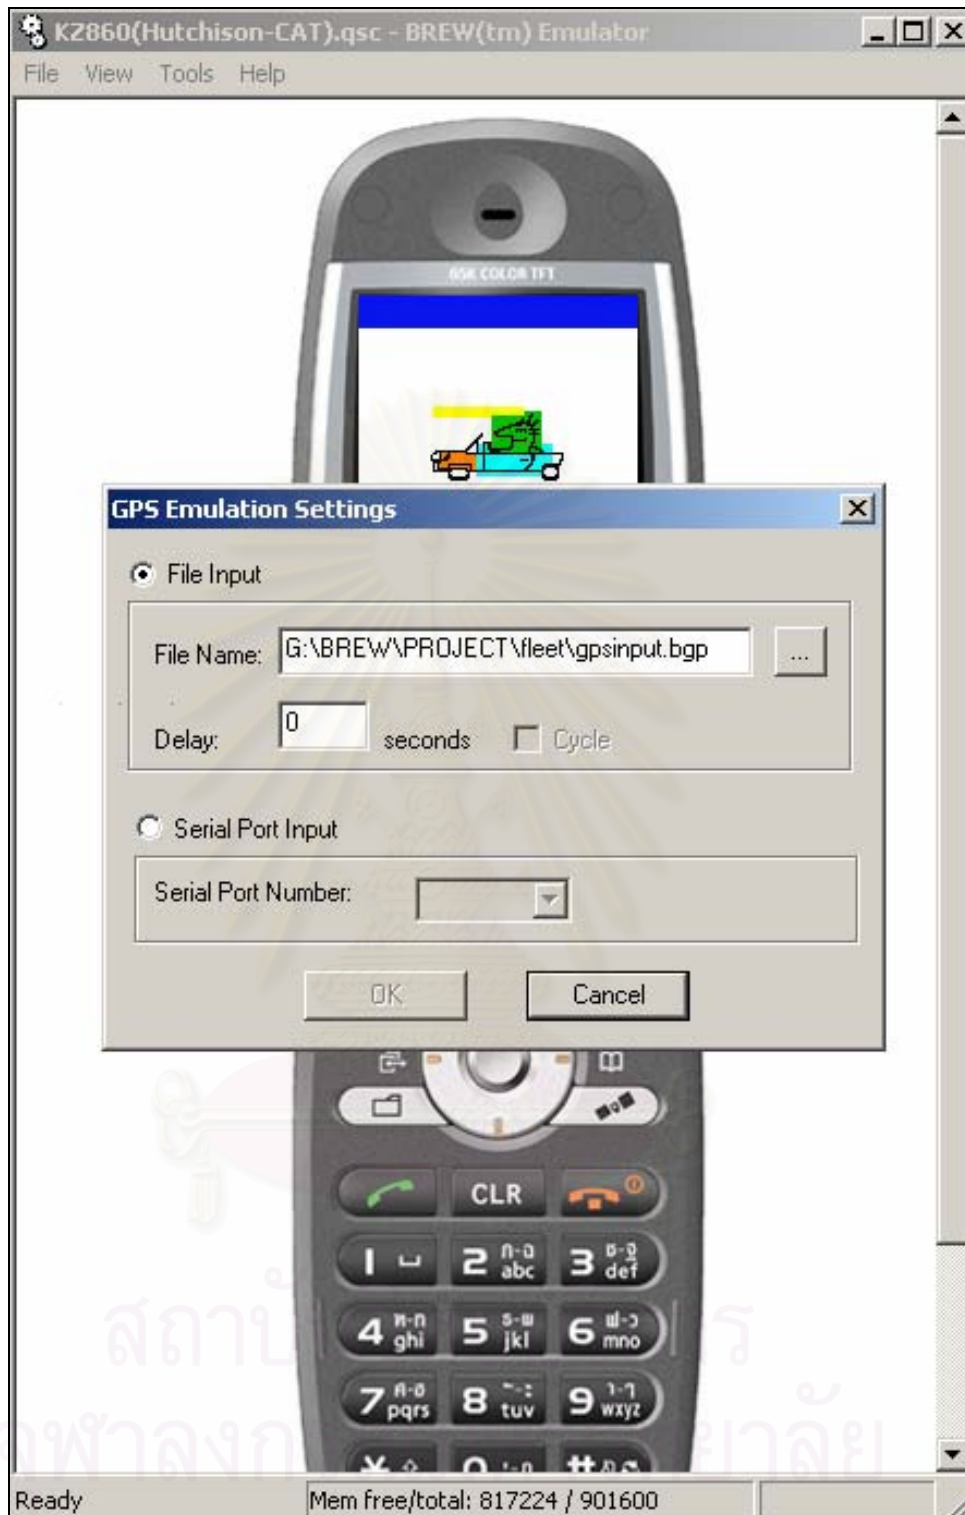 KZ860(Hutchison-CAT).qsc - BREW(tm) Emulator
File View Tools Help
65K COLOR TFT
GPS Emulation Settings
File Input
File Name: G:\BREW\PROJECT\fleet\gpsinput.bgp ...
Delay: 0 seconds Cycle
Serial Port Input
Serial Port Number:
OK Cancel
CLR
1 2 abc 3 def
4 ghi 5 jkl 6 mno
7 pqrs 8 tuv 9 wxyz
Ready Mem free/total: 817224 / 901600